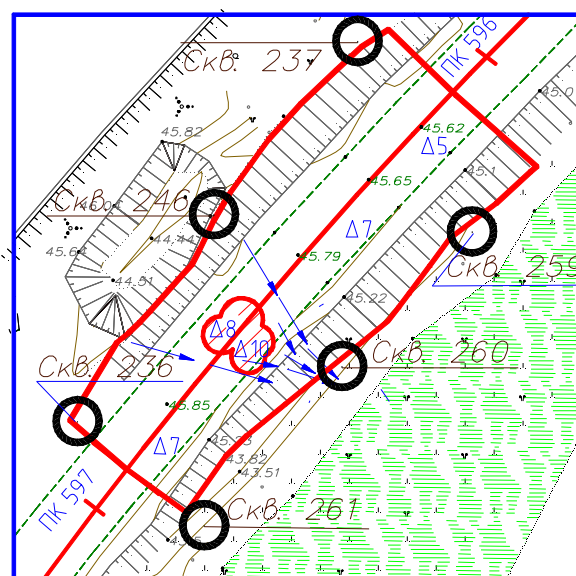 ПК 596
Скв. 237
45.0
45.82
45.62
Δ5
45.1
45.65
Скв. 246
Δ7
44.44
45.64
45.79
Скв. 259
44.51
45.22
Δ8
Δ10
Скв. 260
Скв. 236
Δ7
43.82
43.51
ПК 597
Скв. 261